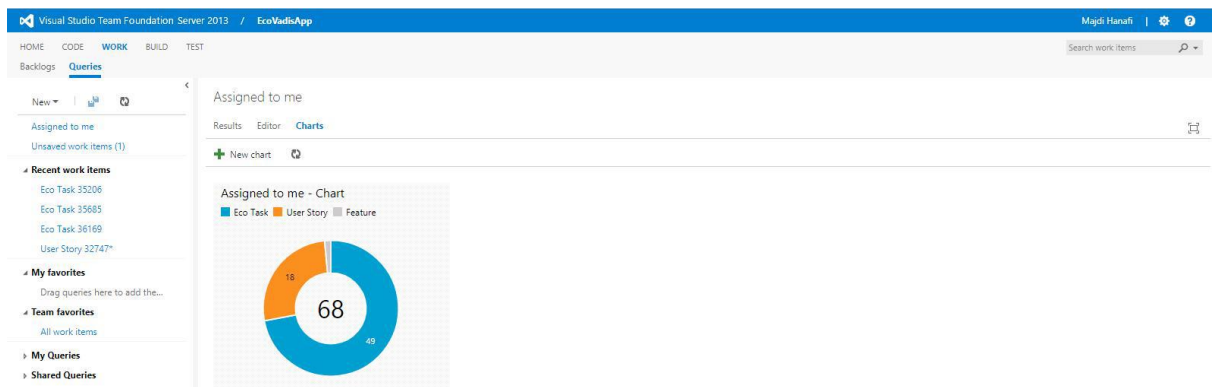 Visual Studio Team Foundation Server 2013 / EcoVadisApp
Majdi Hanafi |
HOME CODE WORK BUILD TEST
Search work items
Backlogs Queries
New
Assigned to me
Unsaved work items (1)
Recent work items
Eco Task 35206
Eco Task 35685
Eco Task 36169
User Story 32747*
My favorites
Drag queries here to add the...
Team favorites
All work items
My Queries
Shared Queries
Assigned to me
Results Editor Charts
New chart
Assigned to me - Chart
Eco Task User Story Feature
18
68
49